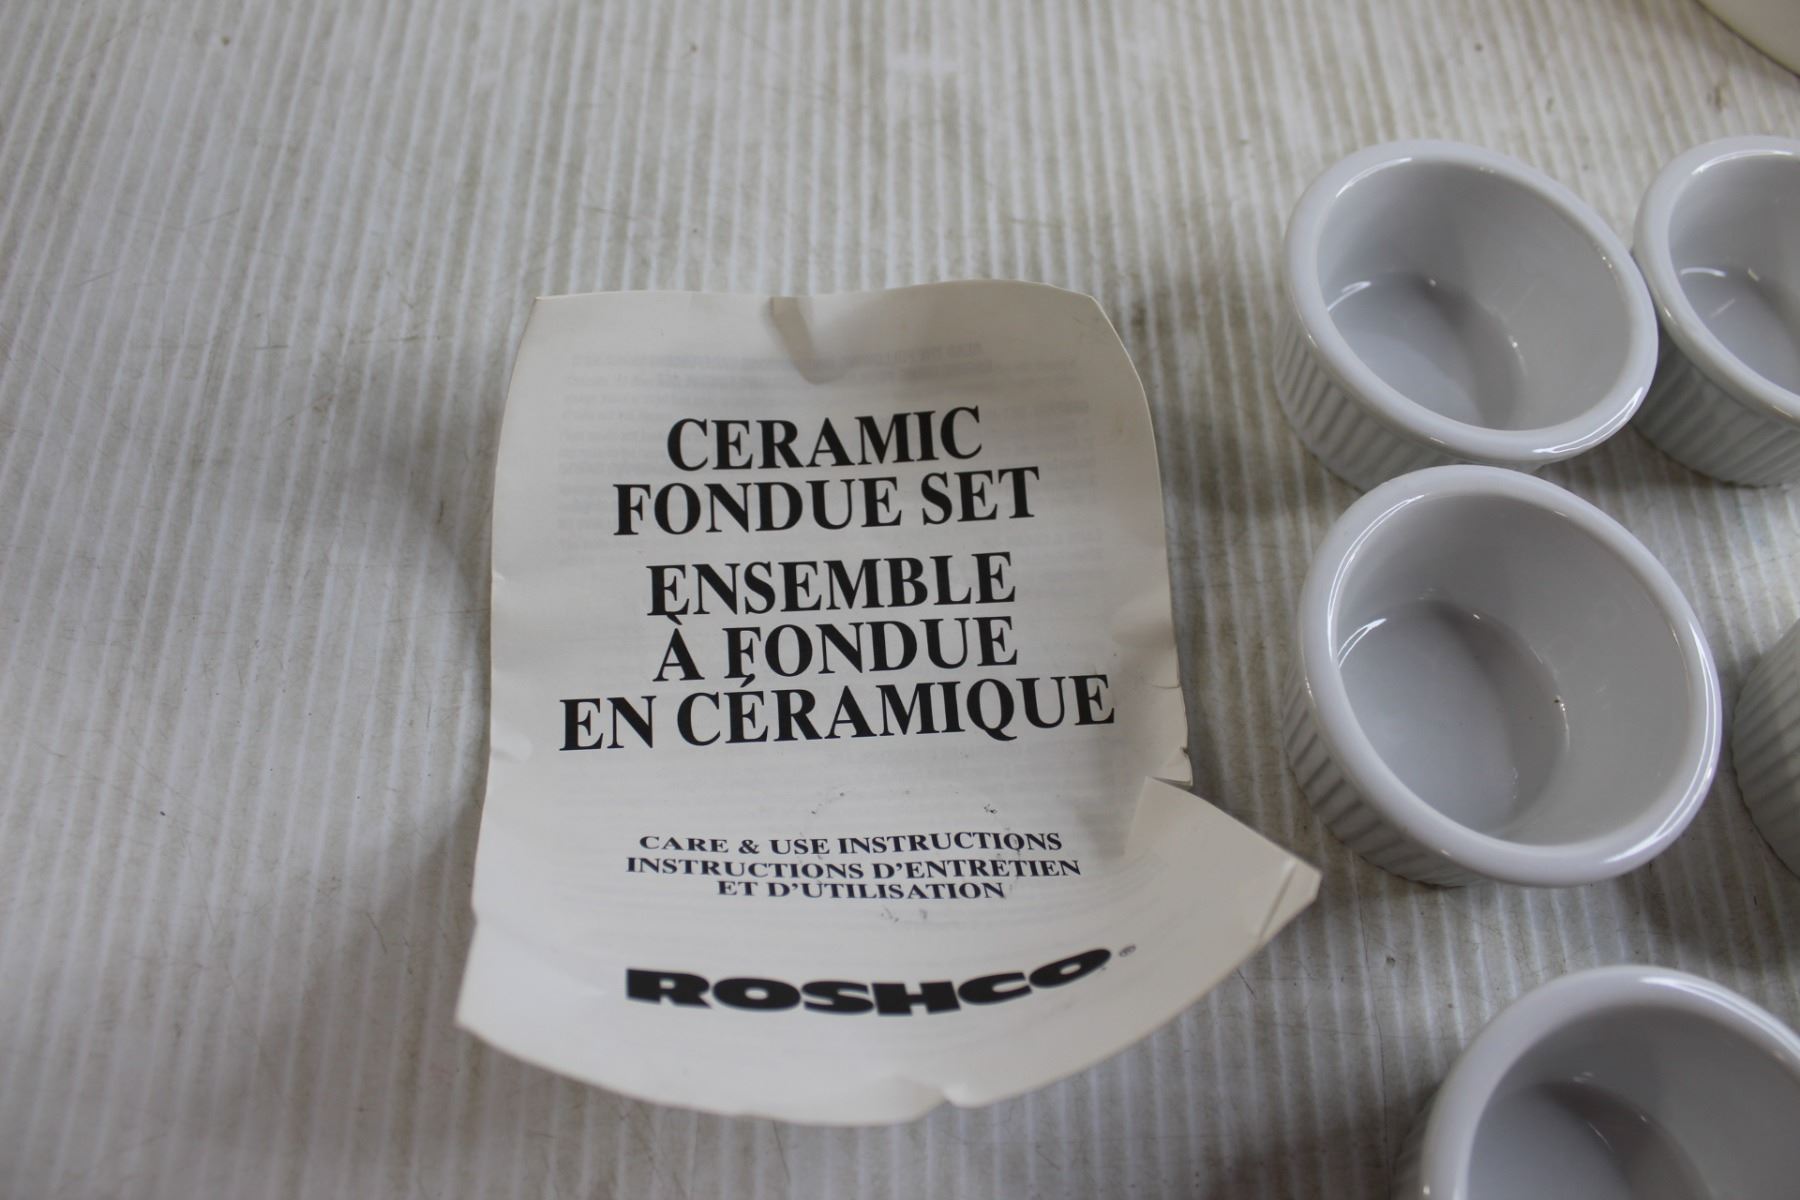 CERAMIC
FONDUE SET
ENSEMBLE
À FONDUE
EN CÉRAMIQUE
CARE & USE INSTRUCTIONS
INSTRUCTIONS D'ENTRETIEN
ET D'UTILISATION
ROSHCO®